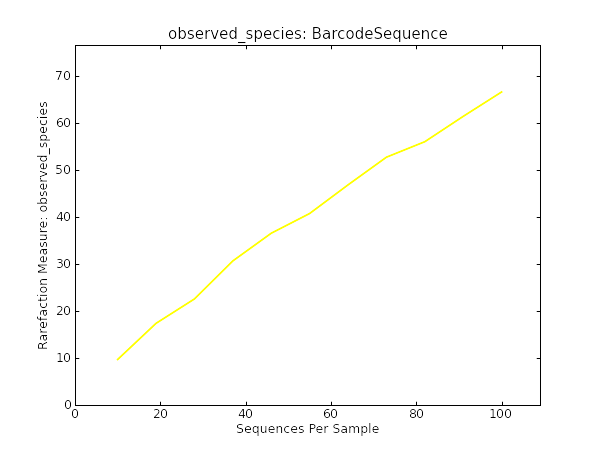 observed_species: BarcodeSequence
Rarefaction Measure: observed_species
70
60
50
40
30
20
10
0
0 20 40 60 80 100
Sequences Per Sample